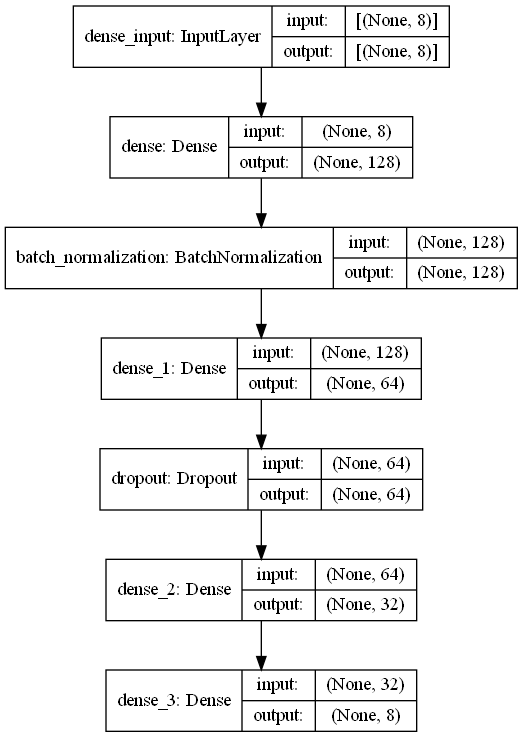 dense_input: InputLayer
input: [(None, 8)]
output: [(None, 8)]
dense: Dense
input: (None, 8)
output: (None, 128)
batch_normalization: BatchNormalization
input: (None, 128)
output: (None, 128)
dense_1: Dense
input: (None, 128)
output: (None, 64)
dropout: Dropout
input: (None, 64)
output: (None, 64)
dense_2: Dense
input: (None, 64)
output: (None, 32)
dense_3: Dense
input: (None, 32)
output: (None, 8)